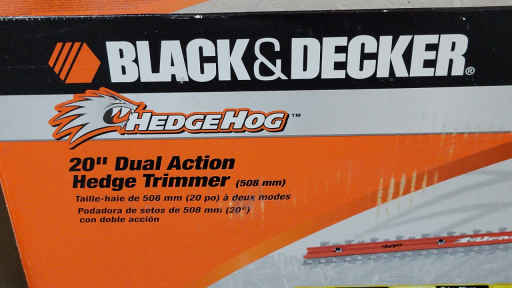 BLACK&DECKER®
HEDGEHOG™
20" Dual Action
Hedge Trimmer (508 mm)
Taille-haie de 508 mm (20 po) à deux modes
Podadora de setos de 508 mm (20")
con doble acción